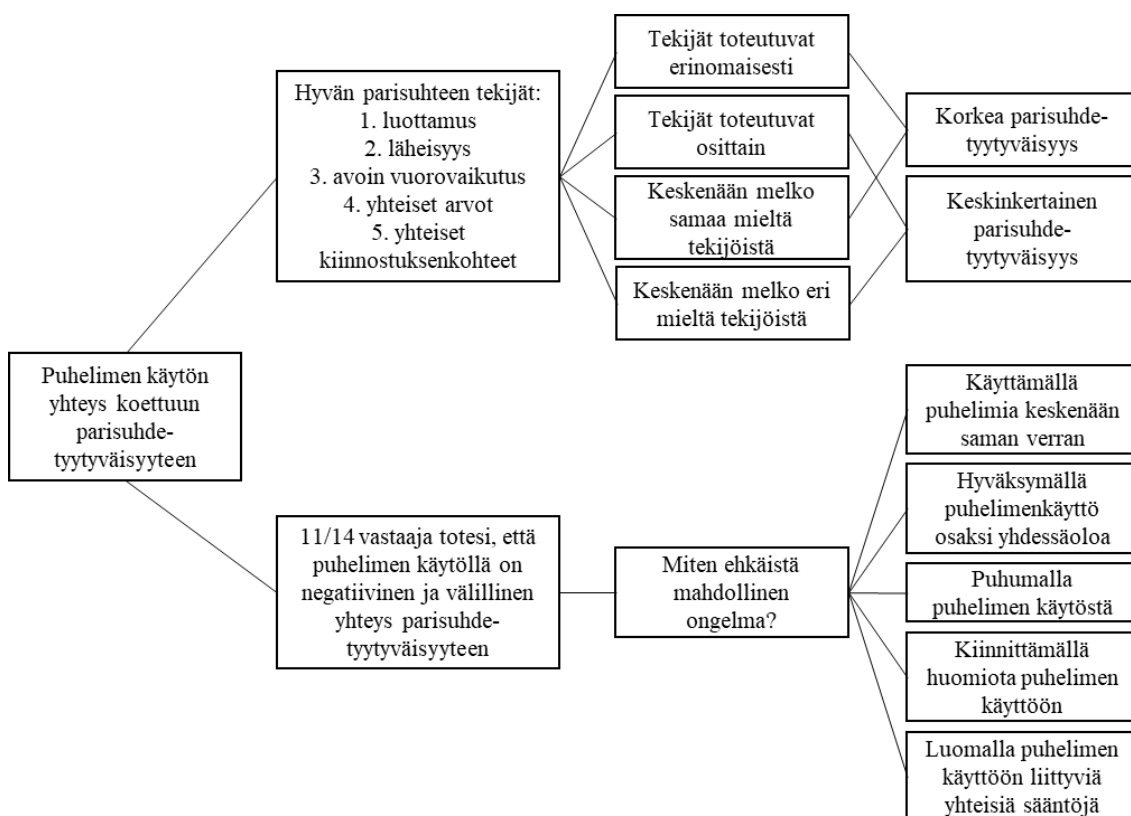 Puhelimen käytön
yhteys koettuun
parisuhde-
tyytyväisyyteen
Hyvän parisuhteen tekijät:
1. luottamus
2. läheisyys
3. avoin vuorovaikutus
4. yhteiset arvot
5. yhteiset
kiinnostuksenkohteet
Tekijät toteutuvat
erinomaisesti
Tekijät toteutuvat
osittain
Keskenään melko
samaa mieltä
tekijöistä
Keskenään melko eri
mieltä tekijöistä
Korkea parisuhde-
tyytyväisyys
Keskinkertainen
parisuhde-
tyytyväisyys
11/14 vastaaja totesi, että
puhelimen käytöllä on
negatiivinen ja välillinen
yhteys parisuhde-
tyytyväisyyteen
Miten ehkäistä
mahdollinen
ongelma?
Käyttämällä
puhelimia keskenään
saman verran
Hyväksymällä
puhelimenkäyttö
osaksi yhdessäoloa
Puhumalla
puhelimen käytöstä
Kiinnittämällä
huomiota puhelimen
käyttöön
Luomalla puhelimen
käyttöön liittyviä
yhteisiä sääntöjä